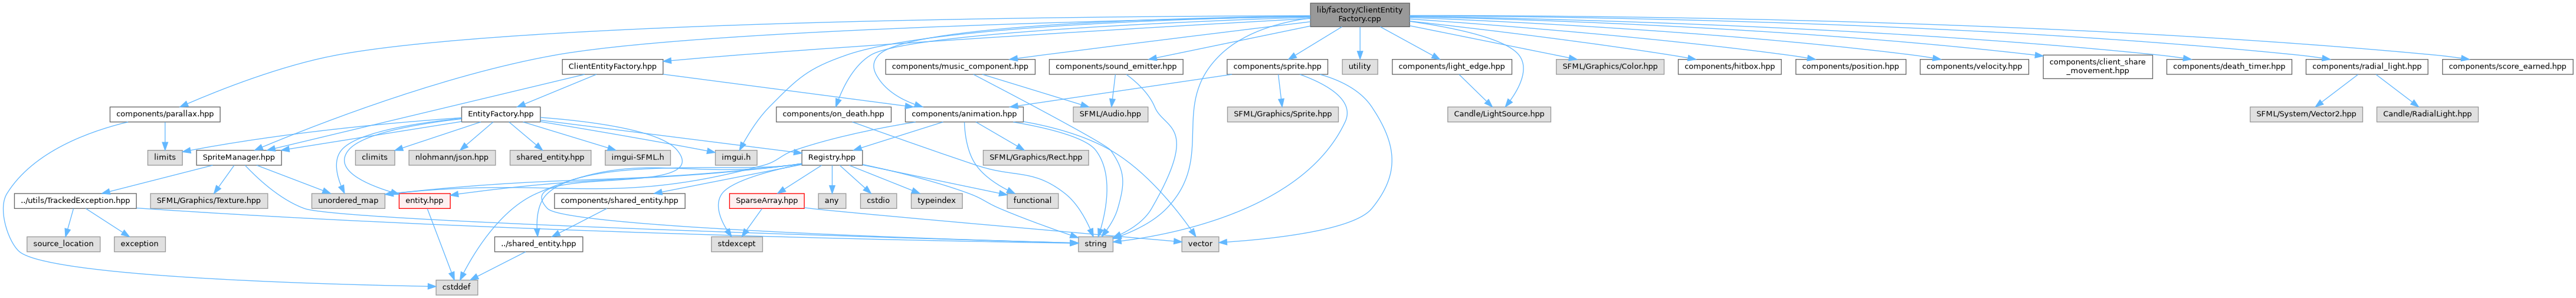 lib/factory/ClientEntity
Factory.cpp
ClientEntityFactory.hpp
components/music_component.hpp
components/sound_emitter.hpp
components/sprite.hpp
utility
components/light_edge.hpp
SFML/Graphics/Color.hpp
components/hitbox.hpp
components/position.hpp
components/velocity.hpp
components/client_share
_movement.hpp
components/death_timer.hpp
components/radial_light.hpp
components/score_earned.hpp
components/parallax.hpp
EntityFactory.hpp
components/on_death.hpp
components/animation.hpp
SFML/Audio.hpp
SFML/Graphics/Sprite.hpp
Candle/LightSource.hpp
SFML/System/Vector2.hpp
Candle/RadialLight.hpp
limits
SpriteManager.hpp
climits
nlohmann/json.hpp
shared_entity.hpp
imgui-SFML.h
imgui.h
Registry.hpp
SFML/Graphics/Rect.hpp
../utils/TrackedException.hpp
SFML/Graphics/Texture.hpp
unordered_map
entity.hpp
components/shared_entity.hpp
SparseArray.hpp
any
cstdio
typeindex
functional
source_location
exception
../shared_entity.hpp
stdexcept
string
vector
cstddef